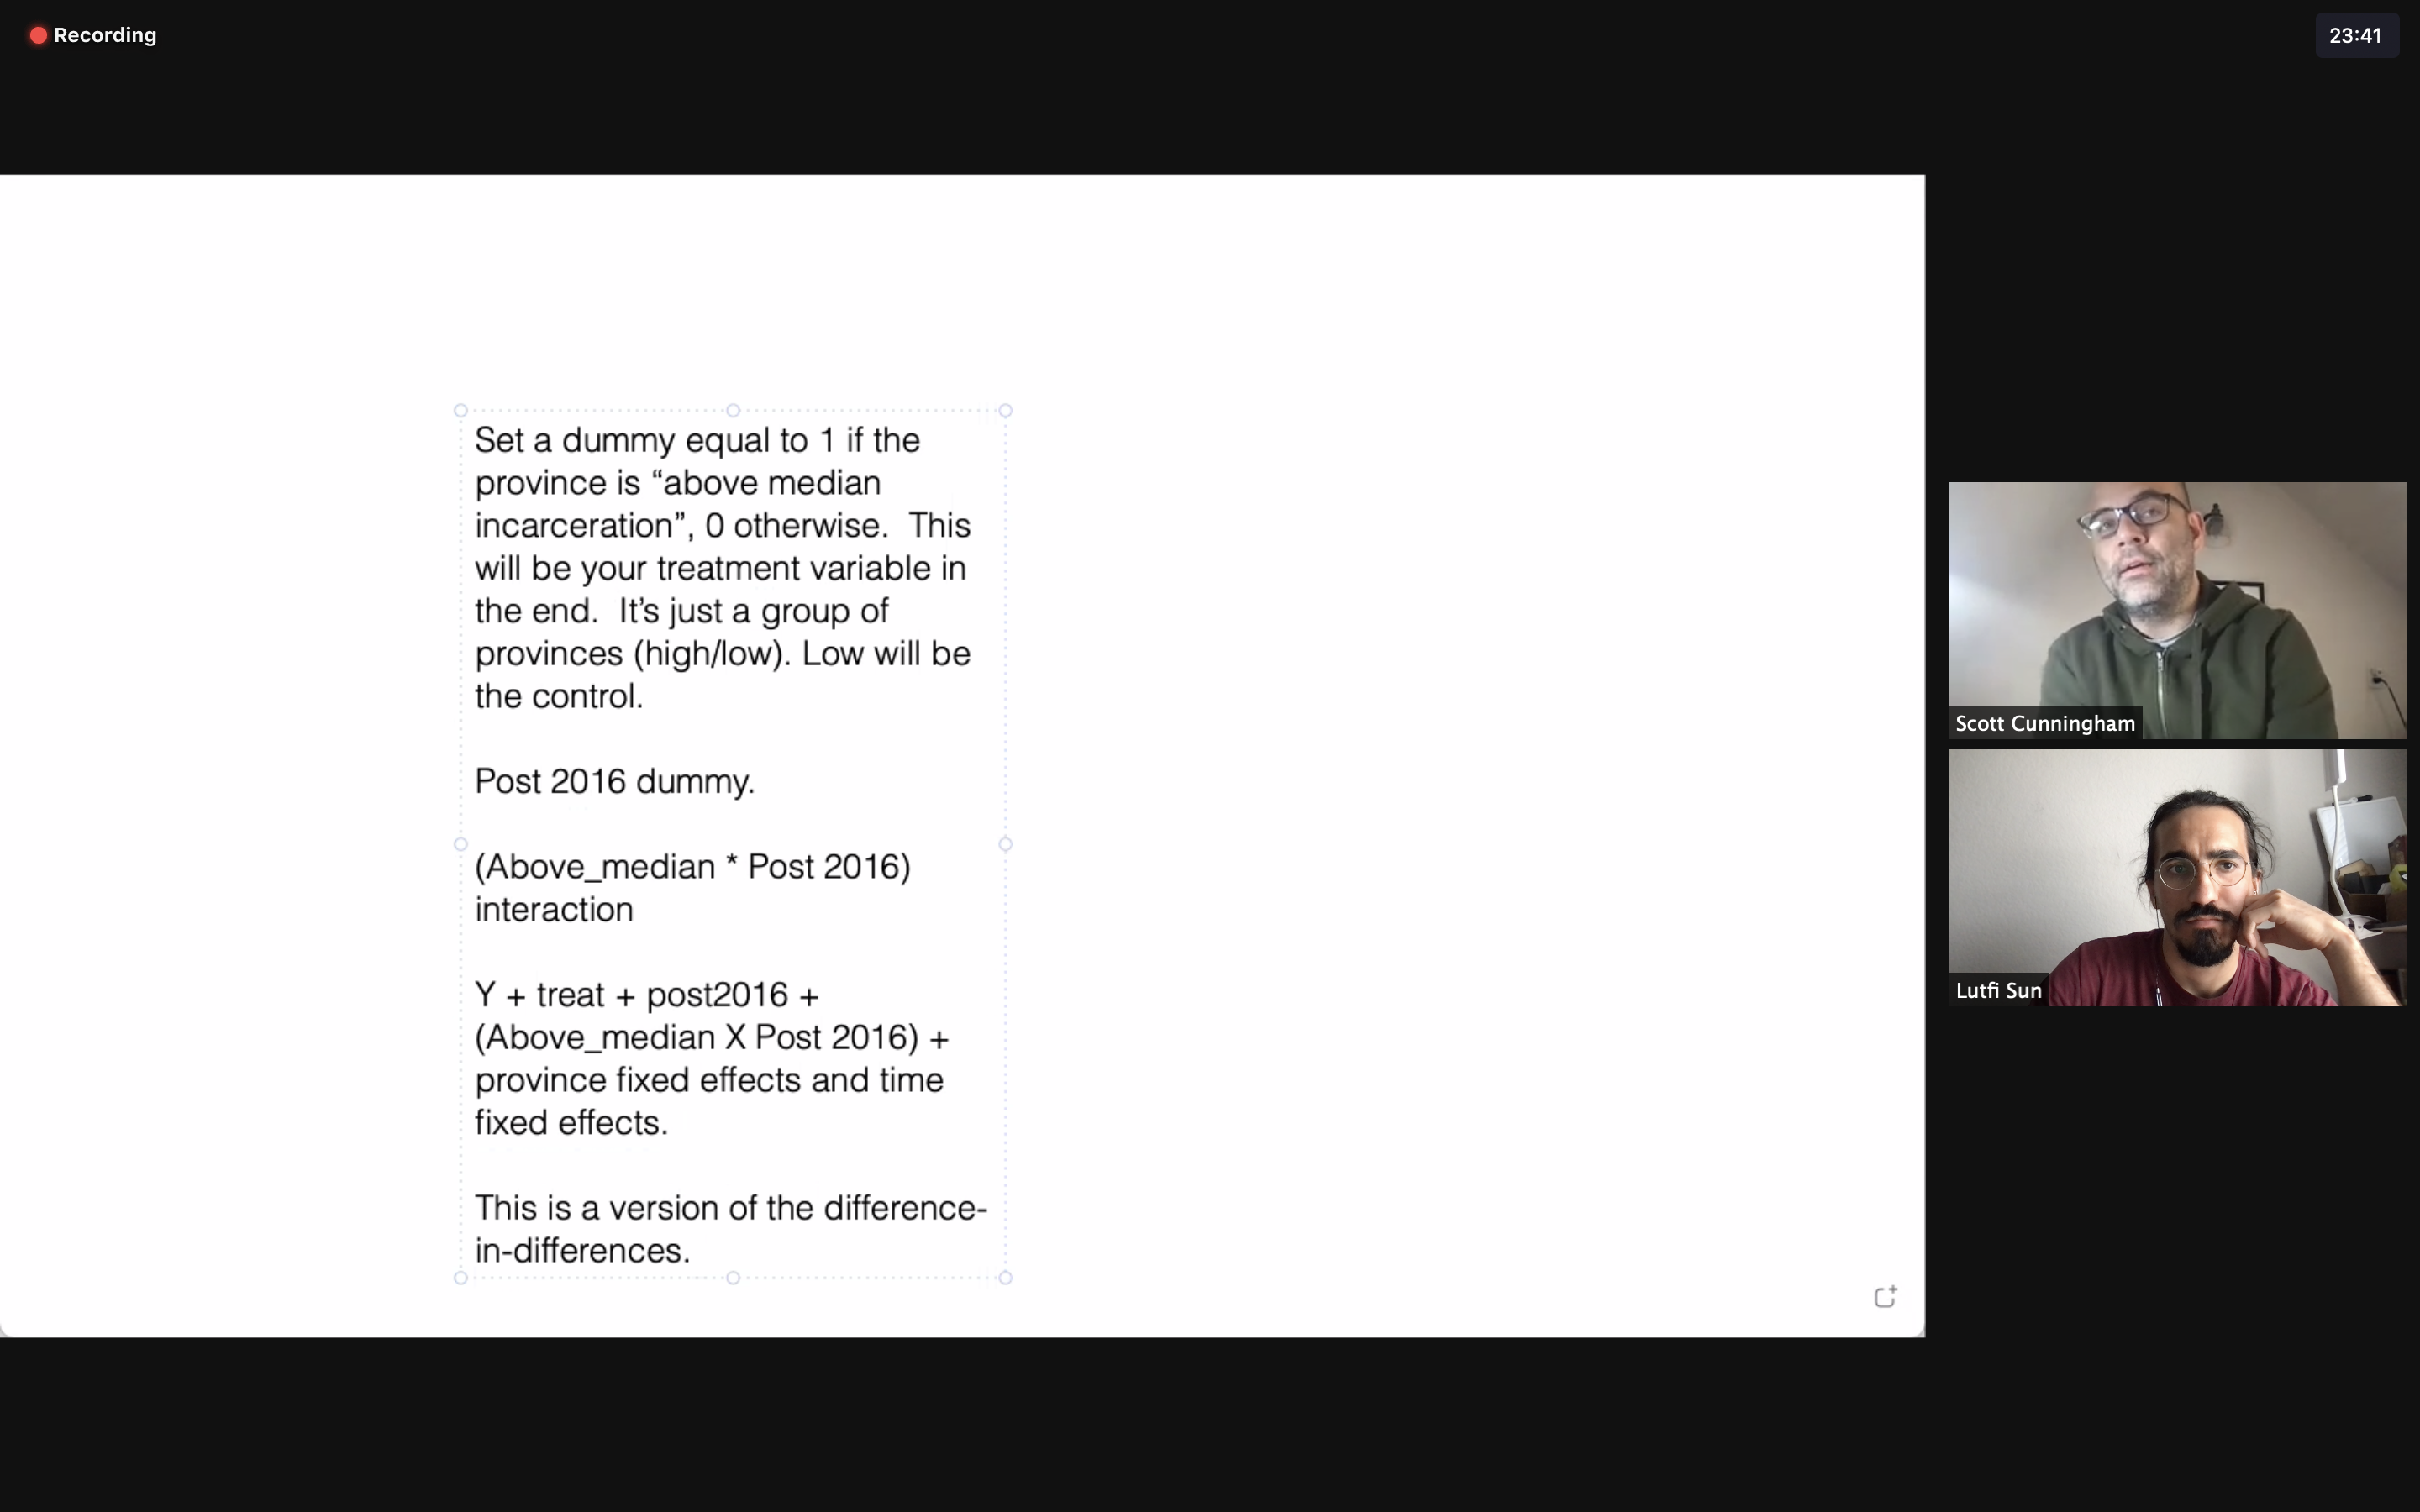 Recording
23:41
Set a dummy equal to 1 if the
province is “above median
incarceration”, 0 otherwise.  This
will be your treatment variable in
the end.  It’s just a group of
provinces (high/low). Low will be
the control.
Post 2016 dummy.
(Above_median * Post 2016)
interaction
Y + treat + post2016 +
(Above_median X Post 2016) +
province fixed effects and time
fixed effects.
This is a version of the difference-
in-differences.
Scott Cunningham
Lutfi Sun